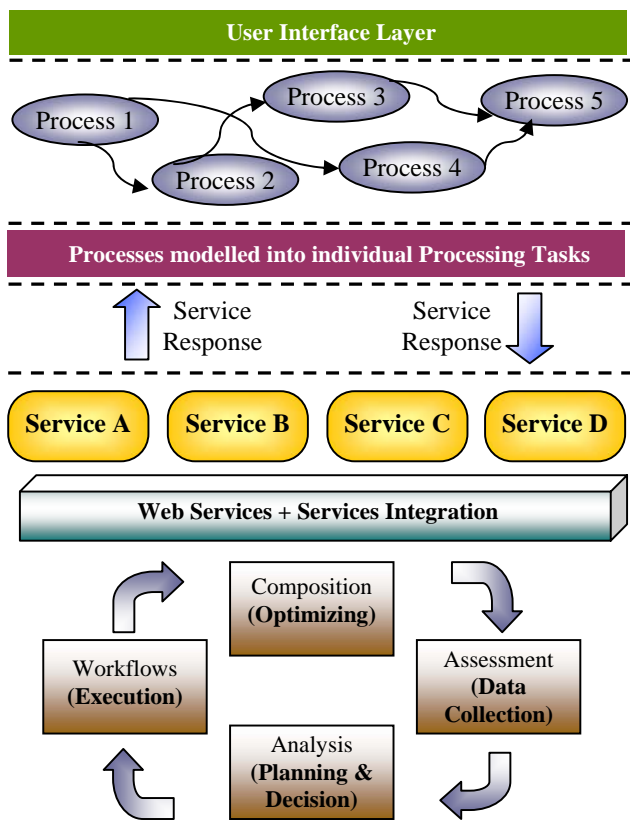 User Interface Layer
Process 3
Process 5
Process 1
Process 4
Process 2
Processes modelled into individual Processing Tasks
Service
Response
Service
Response
Service A
Service B
Service C
Service D
Web Services + Services Integration
Composition
(Optimizing)
Workflows
(Execution)
Assessment
(Data
Collection)
Analysis
(Planning &
Decision)